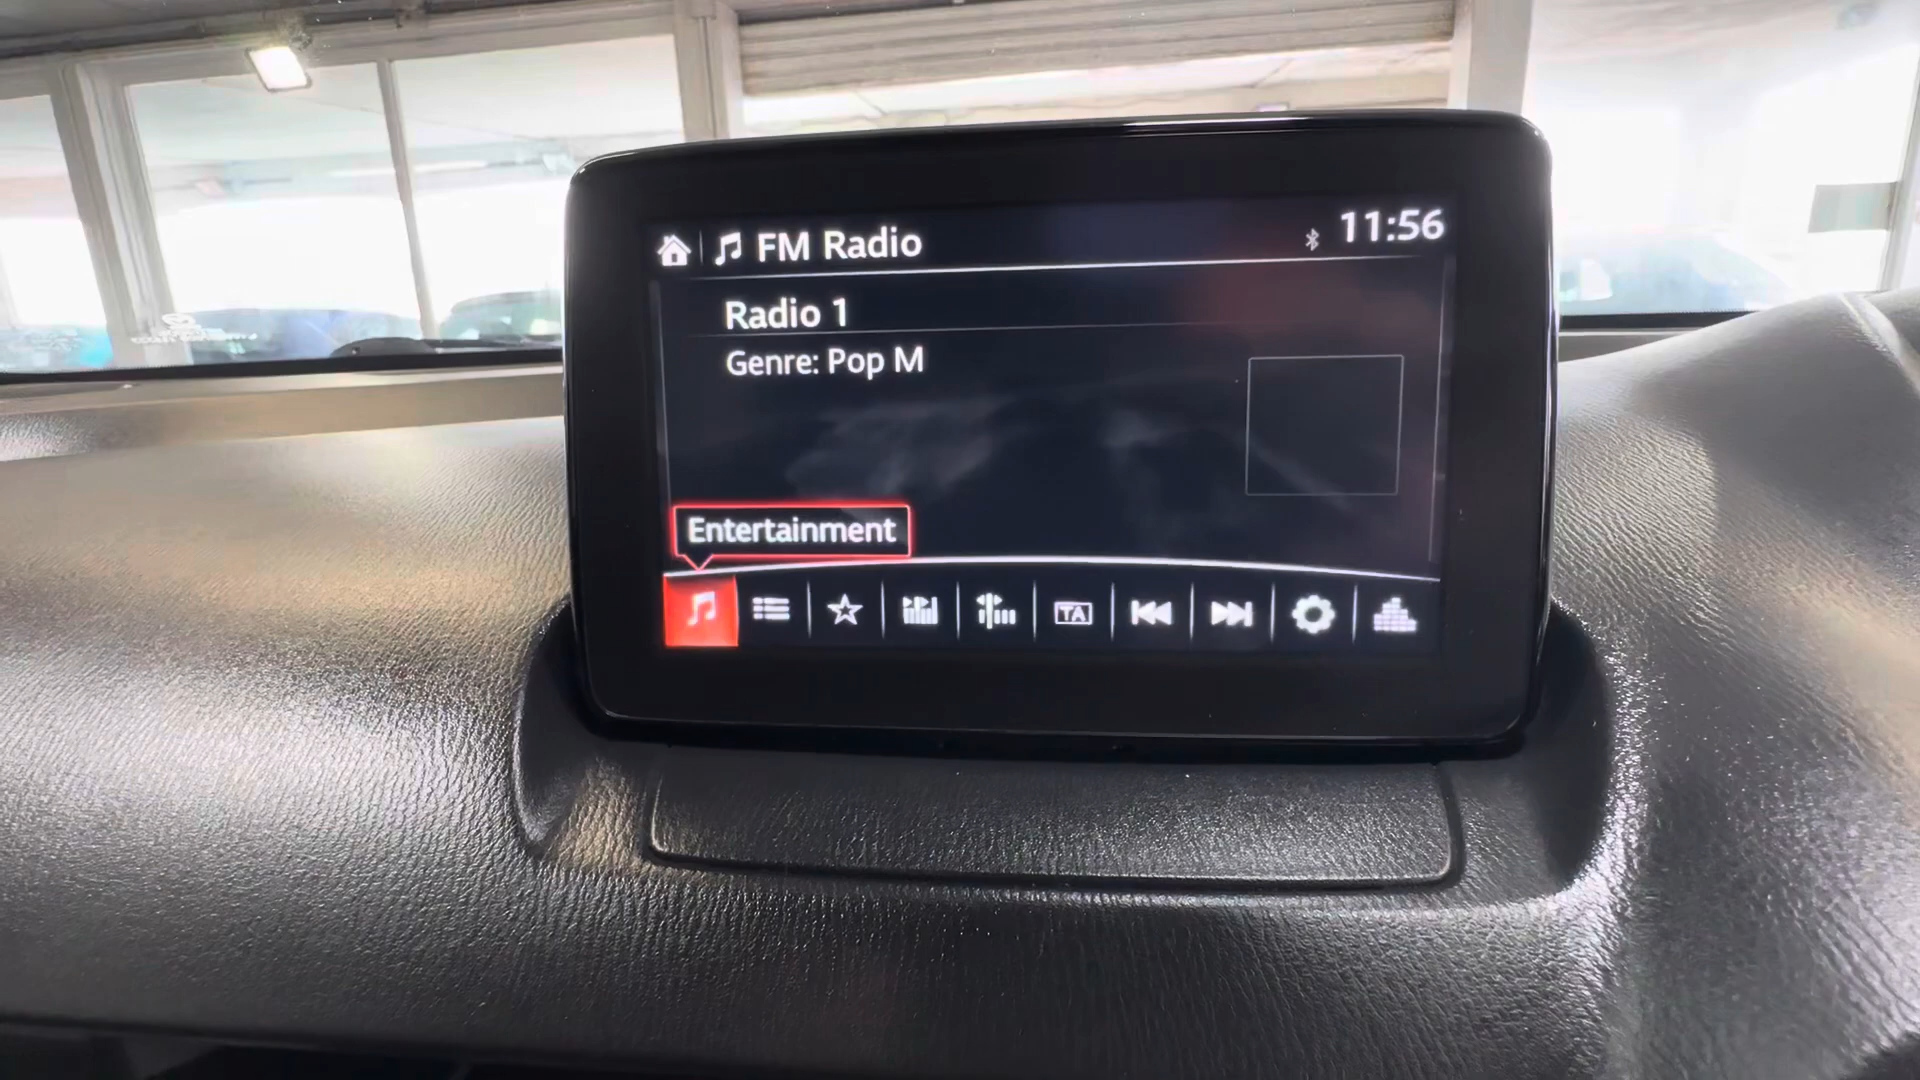 FM Radio
11:56
Radio 1
Genre: Pop M
Entertainment
TA